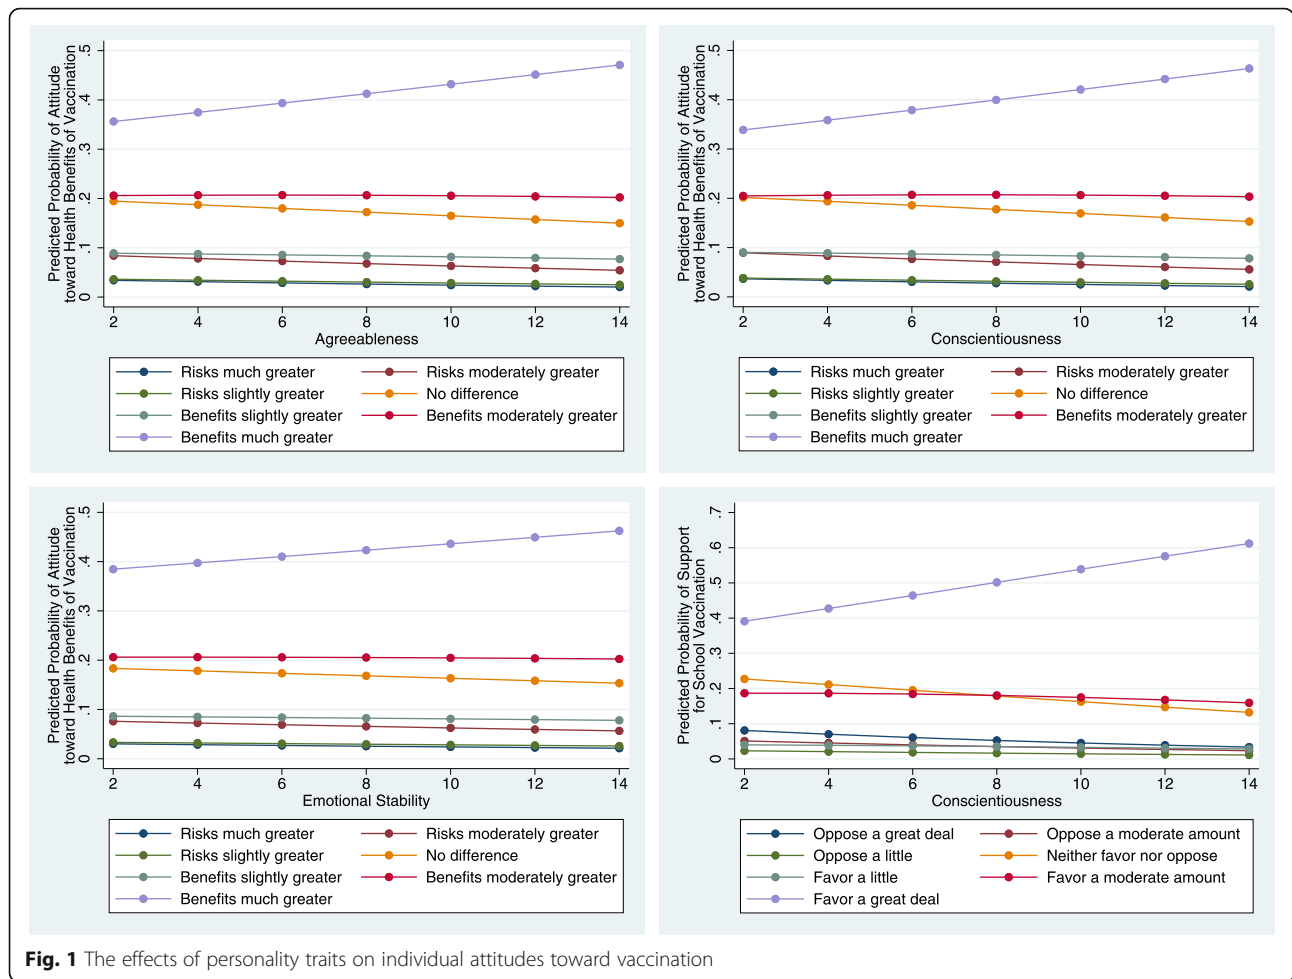 Predicted Probability of Attitude
toward Health Benefits of Vaccination
0 .1 .2 .3 .4 .5
2 4 6 8 10 12 14
Agreeableness
Risks much greater Risks moderately greater
Risks slightly greater No difference
Benefits slightly greater Benefits moderately greater
Benefits much greater
Predicted Probability of Attitude
toward Health Benefits of Vaccination
0 .1 .2 .3 .4 .5
2 4 6 8 10 12 14
Conscientiousness
Risks much greater Risks moderately greater
Risks slightly greater No difference
Benefits slightly greater Benefits moderately greater
Benefits much greater
Predicted Probability of Attitude
toward Health Benefits of Vaccination
0 .1 .2 .3 .4 .5
2 4 6 8 10 12 14
Emotional Stability
Risks much greater Risks moderately greater
Risks slightly greater No difference
Benefits slightly greater Benefits moderately greater
Benefits much greater
Predicted Probability of Support
for School Vaccination
0 .1 .2 .3 .4 .5 .6 .7
2 4 6 8 10 12 14
Conscientiousness
Oppose a great deal Oppose a moderate amount
Oppose a little Neither favor nor oppose
Favor a little Favor a moderate amount
Favor a great deal
Fig. 1 The effects of personality traits on individual attitudes toward vaccination